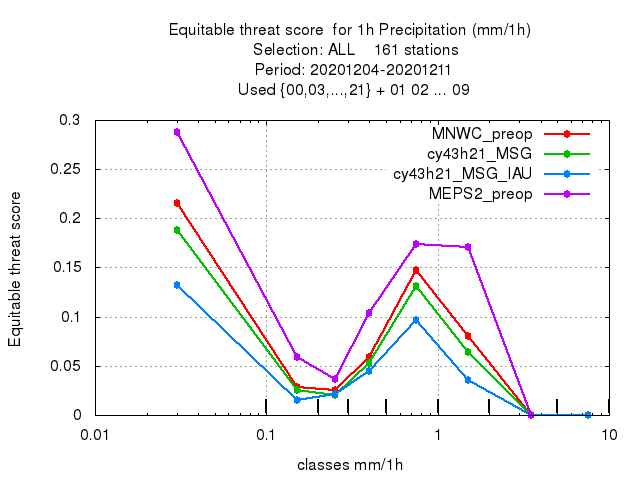 Equitable threat score  for 1h Precipitation (mm/1h)
Selection: ALL    161 stations
Period: 20201204-20201211
Used {00,03,...,21} + 01 02 ... 09
MNWC_preop
cy43h21_MSG
cy43h21_MSG_IAU
MEPS2_preop
Equitable threat score
0.3
0.25
0.2
0.15
0.1
0.05
0
0.01
0.1
1
10
classes mm/1h